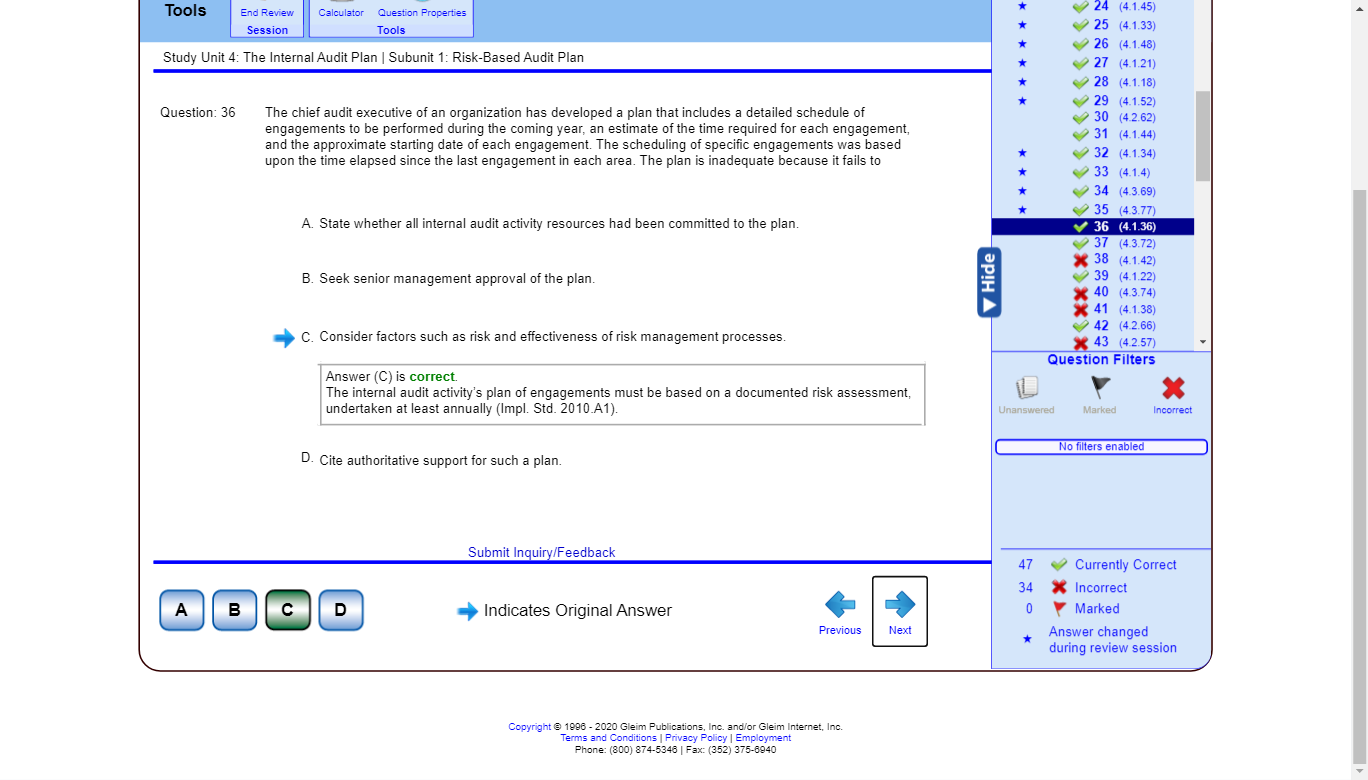 Tools
End Review
Session
Calculator Question Properties
Tools
Study Unit 4: The Internal Audit Plan | Subunit 1: Risk-Based Audit Plan
Question: 36
The chief audit executive of an organization has developed a plan that includes a detailed schedule of
engagements to be performed during the coming year, an estimate of the time required for each engagement,
and the approximate starting date of each engagement. The scheduling of specific engagements was based
upon the time elapsed since the last engagement in each area. The plan is inadequate because it fails to
A. State whether all internal audit activity resources had been committed to the plan.
B. Seek senior management approval of the plan.
C. Consider factors such as risk and effectiveness of risk management processes.
Answer (C) is correct.
The internal audit activity's plan of engagements must be based on a documented risk assessment,
undertaken at least annually (Impl. Std. 2010.A1).
D. Cite authoritative support for such a plan.
Submit Inquiry/Feedback
A B C D
Indicates Original Answer
Previous
Next
24 (4.1.45)
25 (4.1.33)
26 (4.1.48)
27 (4.1.21)
28 (4.1.18)
29 (4.1.52)
30 (4.2.62)
31 (4.1.44)
32 (4.1.34)
33 (4.1.4)
34 (4.3.69)
35 (4.3.77)
36 (4.1.36)
37 (4.3.72)
38 (4.1.42)
39 (4.1.22)
40 (4.3.74)
41 (4.1.38)
42 (4.2.66)
43 (4.2.57)
Hide
Question Filters
Unanswered Marked Incorrect
No filters enabled
47 Currently Correct
34 Incorrect
0 Marked
Answer changed
during review session
Copyright © 1996 - 2020 Gleim Publications, Inc. and/or Gleim Internet, Inc.
Terms and Conditions | Privacy Policy | Employment
Phone: (800) 874-5346 | Fax: (352) 375-6940